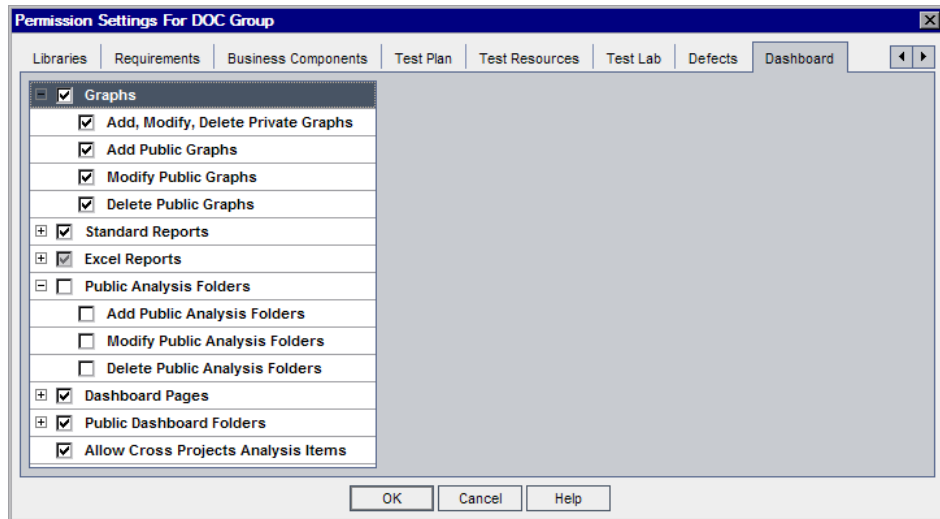 Permission Settings For DOC Group
Libraries Requirements Business Components Test Plan Test Resources Test Lab Defects Dashboard
Graphs
Add, Modify, Delete Private Graphs
Add Public Graphs
Modify Public Graphs
Delete Public Graphs
Standard Reports
Excel Reports
Public Analysis Folders
Add Public Analysis Folders
Modify Public Analysis Folders
Delete Public Analysis Folders
Dashboard Pages
Public Dashboard Folders
Allow Cross Projects Analysis Items
OK Cancel Help